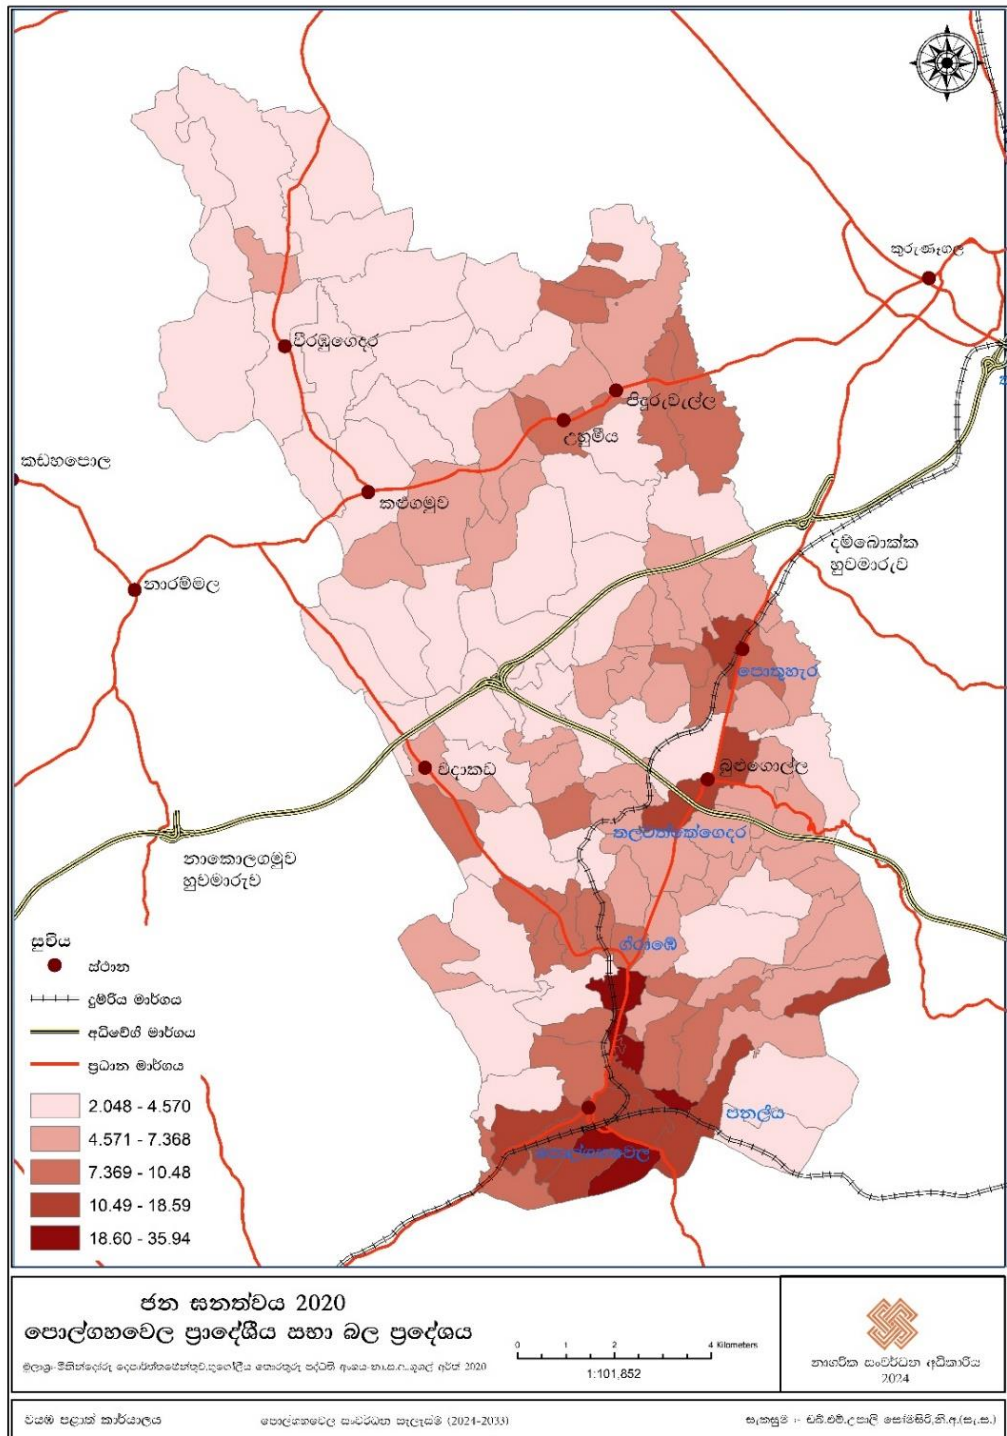 කුරුණෑගල
වීරඹුගෙදර
පිදුරුවැල්ල
උහුමීය
කඩහපොල
කළුගමුව
දම්බොක්ක
හුවමාරුව
නාරම්මල
පොතුහැර
වදාකඩ
බුළුගොල්ල
තලවත්තේගෙදර
නාකොලගමුව
හුවමාරුව
ගිරාඹේ
පනලිය
පොල්ගහවෙල
සුචිය
ස්ථාන
දුම්රිය මාර්ගය
අධිවේගී මාර්ගය
ප්‍රධාන මාර්ගය
2.048 - 4.570
4.571 - 7.368
7.369 - 10.48
10.49 - 18.59
18.60 - 35.94
ජන ඝනත්වය 2020
පොල්ගහවෙල ප්‍රාදේශීය සභා බල ප්‍රදේශය
0 1 2 4 Kilometers
1:101,852
නාගරික සංවර්ධන අධිකාරිය
2024
වයඹ පළාත් කාර්යාලය
පොල්ගහවෙල සංවර්ධන සැලැස්ම (2024-2033)